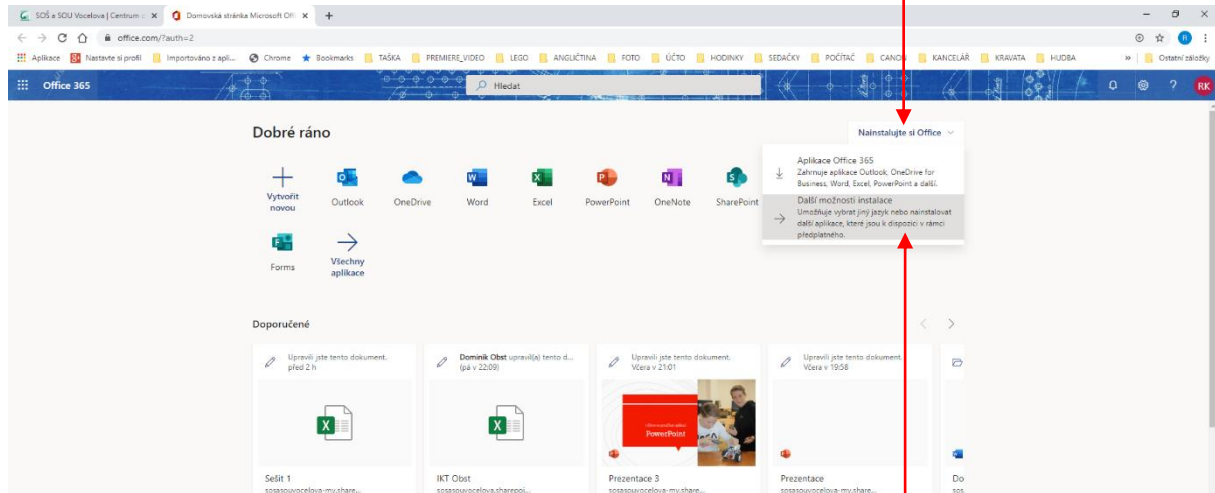 SOŠ a SOU Vocelova | Centrum o
Domovská stránka Microsoft Offi
office.com/?auth=2
Aplikace Nastavte si profil Importováno z apli... Chrome Bookmarks TAŠKA PREMIERE_VIDEO LEGO ANGLIČTINA FOTO ÚČTO HODINKY SEDAČKY POČÍTAČ CANON KANCELÁŘ KRAVATA HUDBA » Ostatní záložky
Office 365
Hledat
? RK
Dobré ráno
Nainstalujte si Office
Aplikace Office 365
Zahrnuje aplikace Outlook, OneDrive for
Business, Word, Excel, PowerPoint a další.
Další možnosti instalace
Umožňuje vybrat jiný jazyk nebo nainstalovat
další aplikace, které jsou k dispozici v rámci
předplatného.
Vytvořit
novou
Outlook
OneDrive
Word
Excel
PowerPoint
OneNote
SharePoint
Forms
Všechny
aplikace
Doporučené
Upravili jste tento dokument.
před 2 h
Dominik Obst upravil(a) tento d...
(pá v 22:09)
Upravili jste tento dokument.
Včera v 21:01
Upravili jste tento dokument.
Včera v 19:58
PowerPoint
Sešit 1
sosasouvocelova-my.share...
IKT Obst
sosasouvocelova.sharepoi...
Prezentace 3
sosasouvocelova-my.share...
Prezentace
sosasouvocelova-my.share...
Do
sos